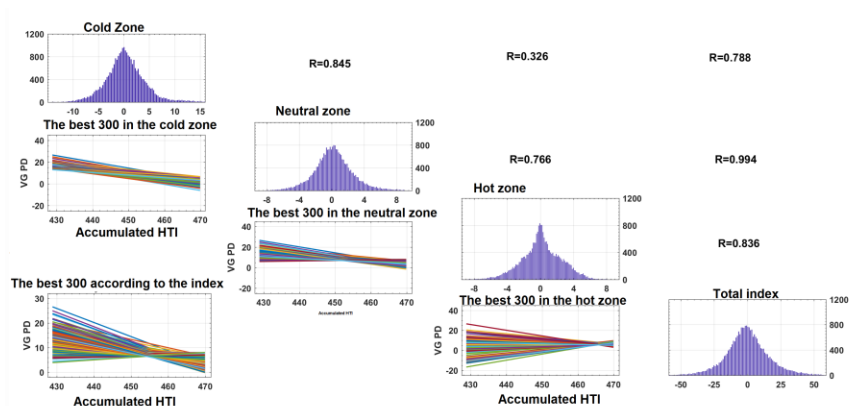 Cold Zone
1200
800
400
0
-10 -5 0 5 10 15
R=0.845
R=0.326
R=0.788
The best 300 in the cold zone
VG PD
40
20
0
-20
430 440 450 460 470
Accumulated HTI
Neutral zone
1200
800
400
0
-8 -4 0 4 8
R=0.766
R=0.994
The best 300 in the neutral zone
VG PD
40
20
0
-20
430 440 450 460 470
Accumulated HTI
Hot zone
1200
800
400
0
-8 -4 0 4 8
R=0.836
The best 300 according to the index
VG PD
30
20
10
0
430 440 450 460 470
Accumulated HTI
The best 300 in the hot zone
VG PD
40
20
0
-20
430 440 450 460 470
Accumulated HTI
Total index
1200
800
400
0
-50 -25 0 25 50